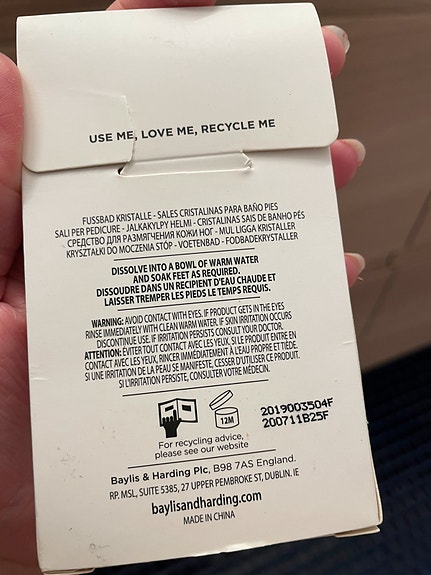 USE ME, LOVE ME, RECYCLE ME
FUSSBAD KRISTALLE - SALES CRISTALINAS PARA BAÑO PIES
SALI PER PEDICURE - JALKAKYLPY HELMI - CRISTALINAS SAIS DE BANHO PÉS
СРЕДСТВО ДЛЯ РАЗМЯГЧЕНИЯ КОЖИ НОГ - MUL LIGGA KRISTALLER
KRYSZTAŁKI DO MOCZENIA STÓP - VOETENBAD - FODBADEKRYSTALLER
DISSOLVE INTO A BOWL OF WARM WATER
AND SOAK FEET AS REQUIRED.
DISSOUDRE DANS UN RECIPIENT D'EAU CHAUDE ET
LAISSER TREMPER LES PIEDS LE TEMPS REQUIS.
WARNING: AVOID CONTACT WITH EYES. IF PRODUCT GETS IN THE EYES
RINSE IMMEDIATELY WITH CLEAN WARM WATER. IF SKIN IRRITATION OCCURS
DISCONTINUE USE. IF IRRITATION PERSISTS CONSULT YOUR DOCTOR.
ATTENTION: ÉVITER TOUT CONTACT AVEC LES YEUX. SI LE PRODUIT ENTRE EN
CONTACT AVEC LES YEUX, RINCER IMMÉDIATEMENT À L'EAU PROPRE ET TIÈDE.
SI UNE IRRITATION DE LA PEAU SE MANIFESTE, CESSER D'UTILISER CE PRODUIT.
SI L'IRRITATION PERSISTE, CONSULTER VOTRE MÉDECIN.
12M
2019003504F
200711B25F
For recycling advice,
please see our website
Baylis & Harding Plc, B98 7AS England.
RP. MSL, SUITE 5385, 27 UPPER PEMBROKE ST, DUBLIN. IE
baylisandharding.com
MADE IN CHINA